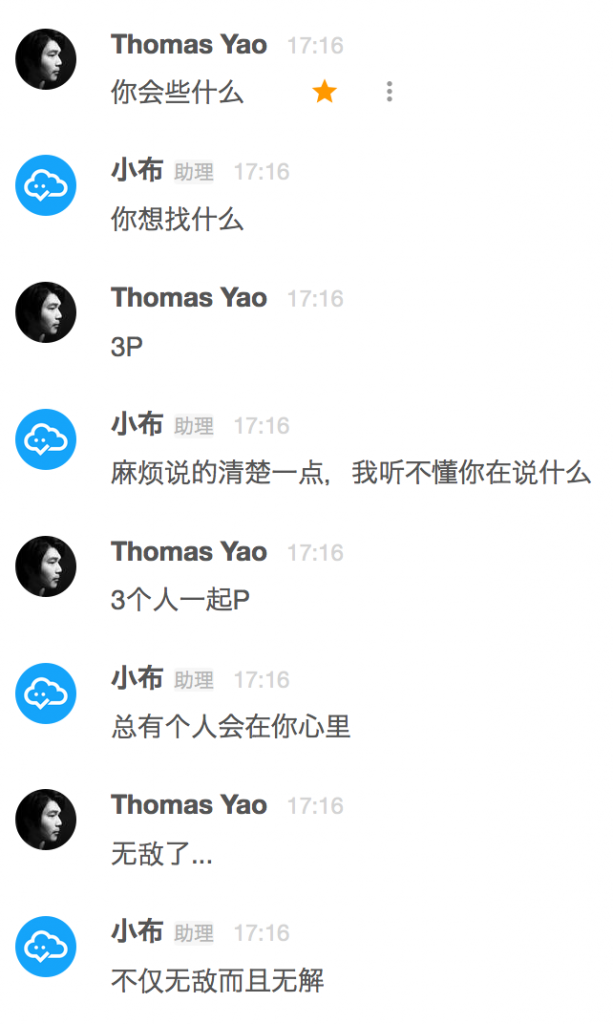 Thomas Yao 17:16
你会些什么
小布 助理 17:16
你想找什么
Thomas Yao 17:16
3P
小布 助理 17:16
麻烦说的清楚一点，我听不懂你在说什么
Thomas Yao 17:16
3个人一起P
小布 助理 17:16
总有个人会在你心里
Thomas Yao 17:16
无敌了...
小布 助理 17:16
不仅无敌而且无解